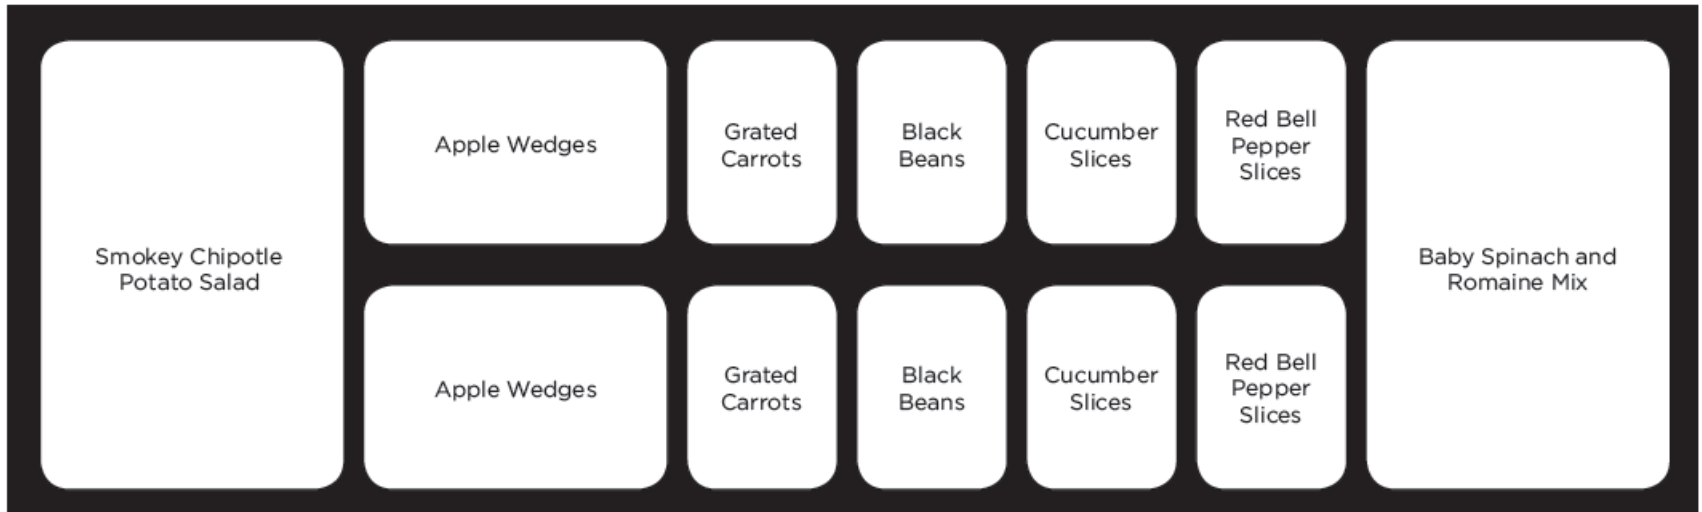 Smokey Chipotle
Potato Salad
Apple Wedges
Grated
Carrots
Black
Beans
Cucumber
Slices
Red Bell
Pepper
Slices
Apple Wedges
Grated
Carrots
Black
Beans
Cucumber
Slices
Red Bell
Pepper
Slices
Baby Spinach and
Romaine Mix